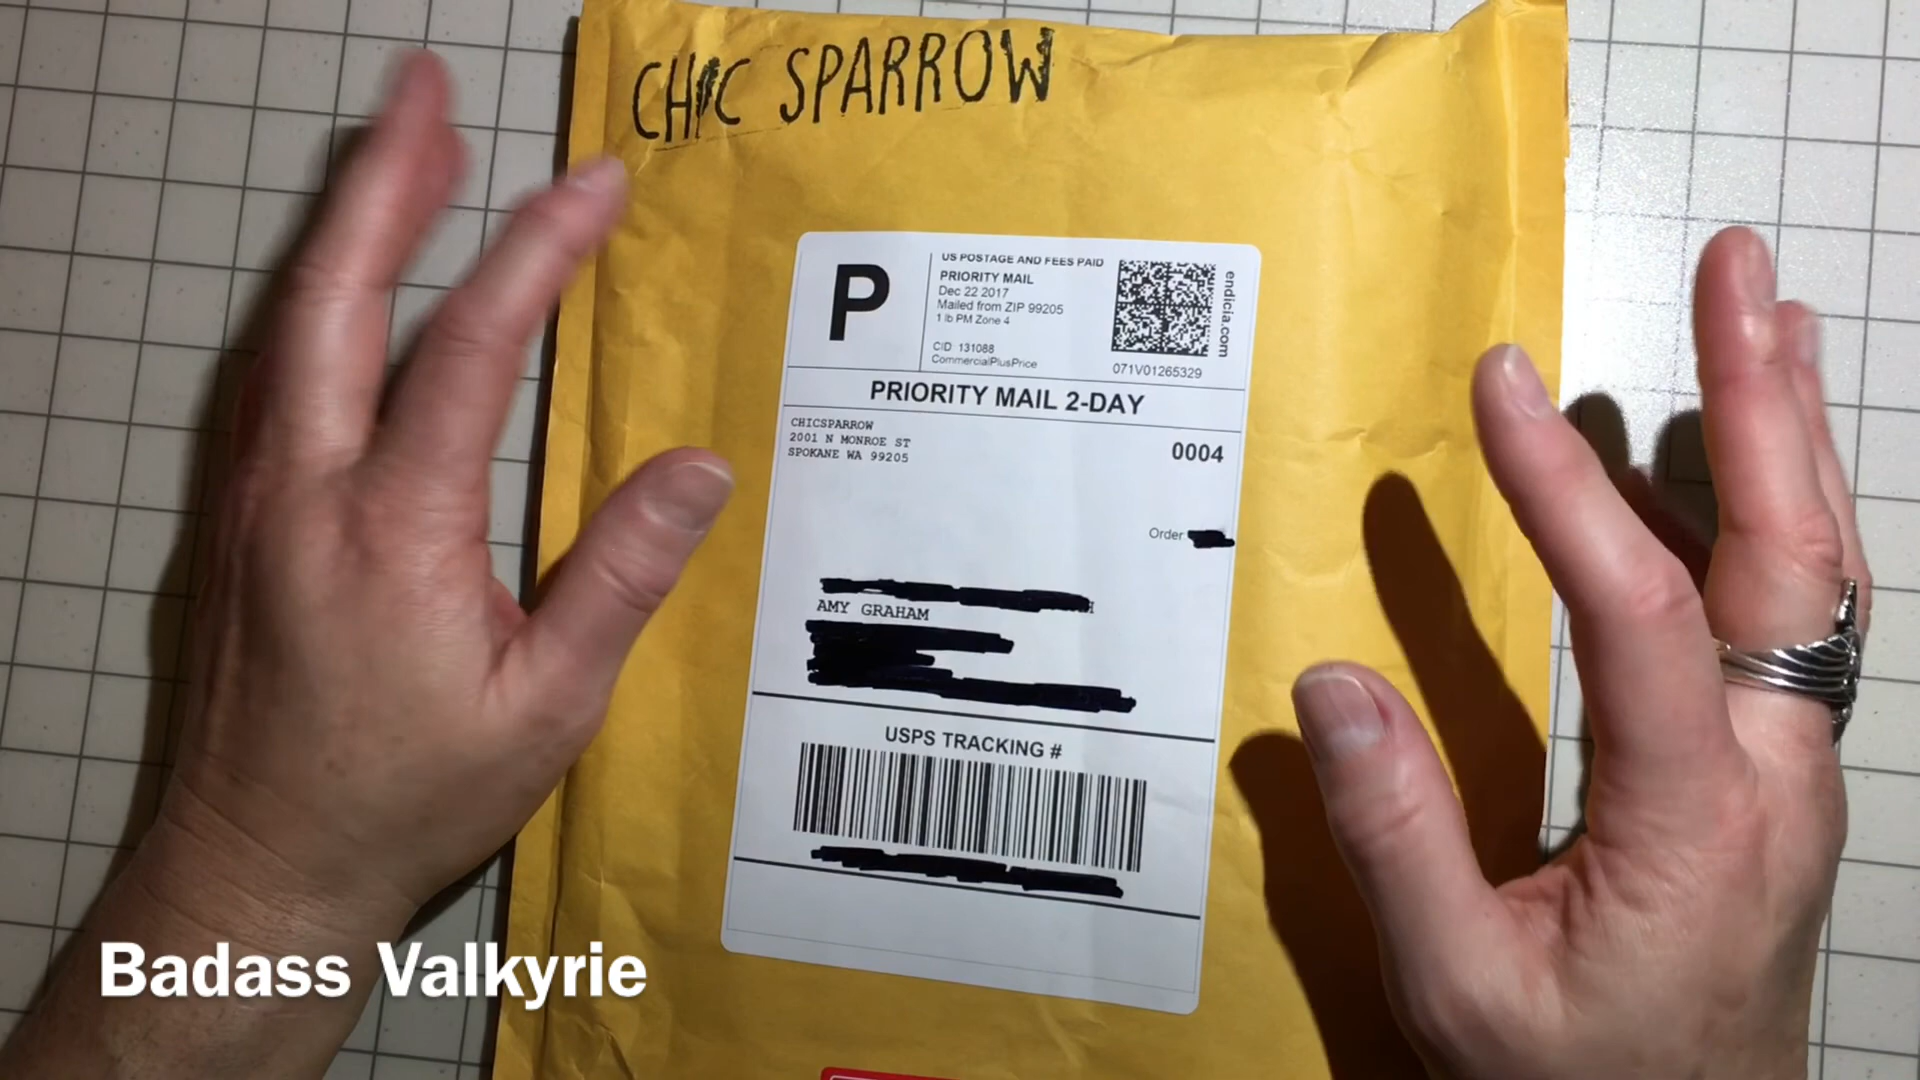 CHIC SPARROW
P
US POSTAGE AND FEES PAID
PRIORITY MAIL
Dec 22 2017
Mailed from ZIP 99205
1 lb PM Zone 4
CID 131088
CommercialPlusPrice
endicia.com
071V01265329
PRIORITY MAIL 2-DAY
CHICSPARROW
2001 N MONROE ST
SPOKANE WA 99205
0004
Order:
AMY GRAHAM
USPS TRACKING #
Badass Valkyrie